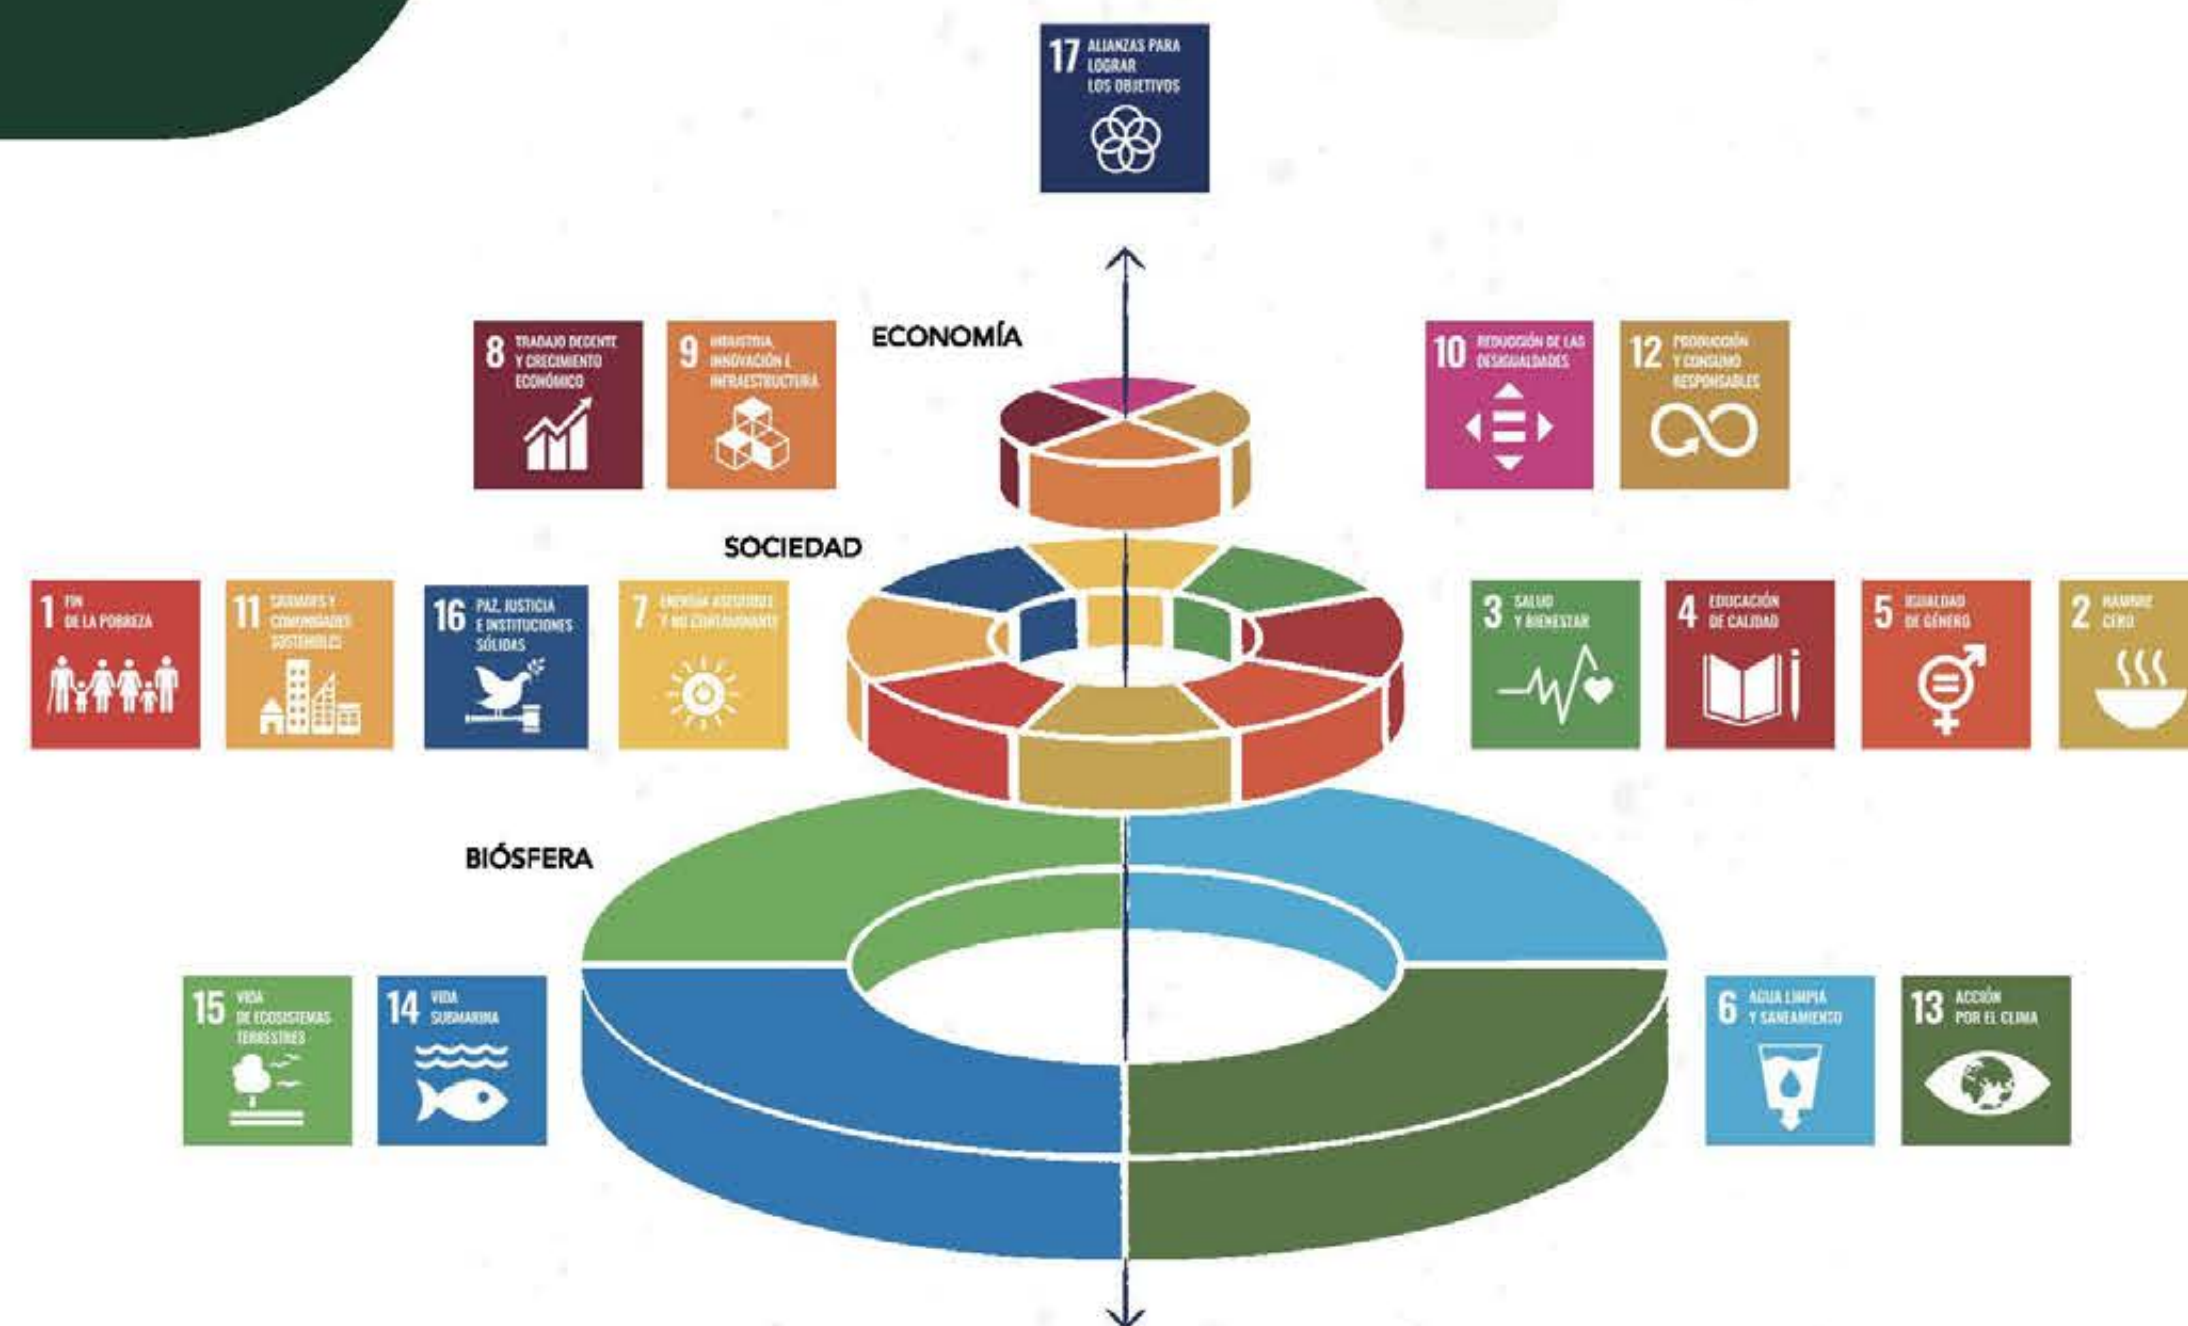 17 ALIANZAS PARA
LOGRAR
LOS OBJETIVOS
ECONOMÍA
8 TRABAJO DECENTE
Y CRECIMIENTO
ECONÓMICO
9 INDUSTRIA,
INNOVACIÓN E
INFRAESTRUCTURA
10 REDUCCIÓN DE LAS
DESIGUALDADES
12 PRODUCCIÓN
Y CONSUMO
RESPONSABLES
SOCIEDAD
1 FIN
DE LA POBREZA
11 CIUDADES Y
COMUNIDADES
SOSTENIBLES
16 PAZ, JUSTICIA
E INSTITUCIONES
SÓLIDAS
7 ENERGÍA ASEQUIBLE
Y NO CONTAMINANTE
3 SALUD
Y BIENESTAR
4 EDUCACIÓN
DE CALIDAD
5 IGUALDAD
DE GÉNERO
2 HAMBRE
CERO
BIÓSFERA
15 VIDA
DE ECOSISTEMAS
TERRESTRES
14 VIDA
SUBMARINA
6 AGUA LIMPIA
Y SANEAMIENTO
13 ACCIÓN
POR EL CLIMA